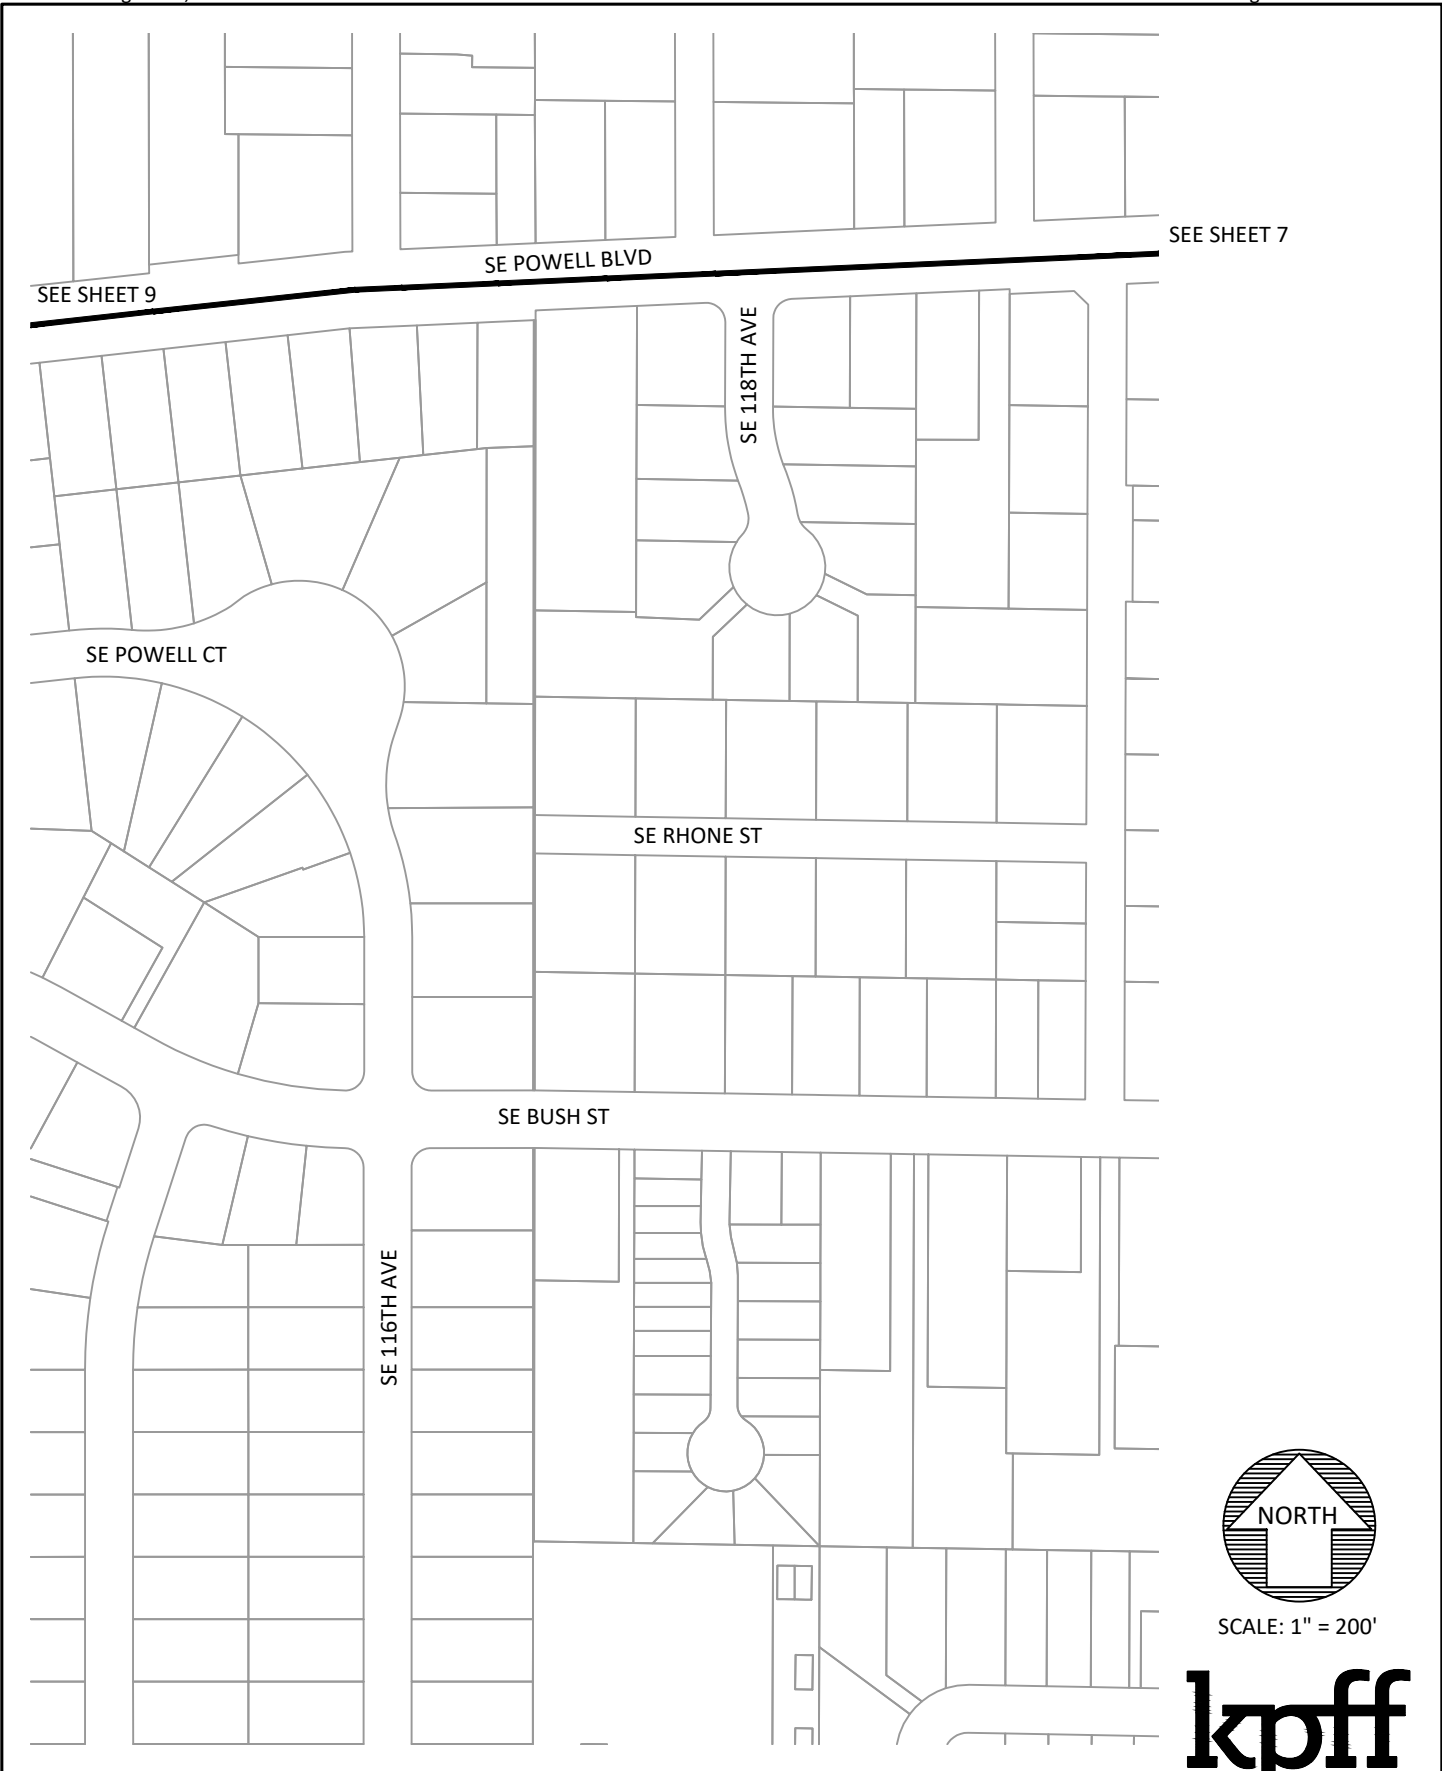 SEE SHEET 7
SE POWELL BLVD
SEE SHEET 9
SE 118TH AVE
SE POWELL CT
SE RHONE ST
SE BUSH ST
SE 116TH AVE
NORTH
SCALE: 1" = 200'
kpff